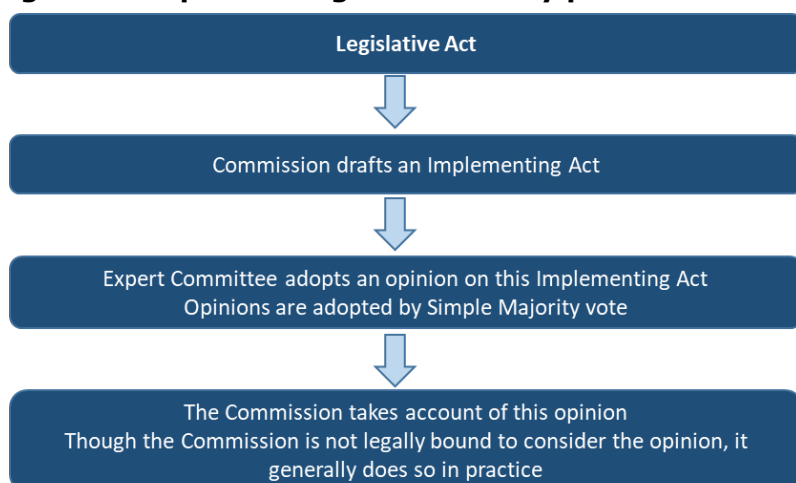 Legislative Act
Commission drafts an Implementing Act
Expert Committee adopts an opinion on this Implementing Act
Opinions are adopted by Simple Majority vote
The Commission takes account of this opinion
Though the Commission is not legally bound to consider the opinion, it
generally does so in practice